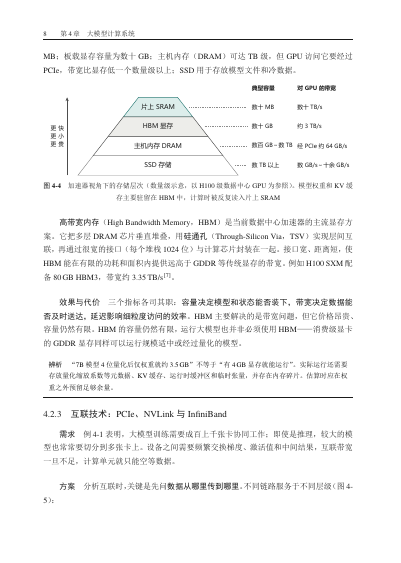 8 第 4 章 大模型计算系统
MB；板载显存容量为数十 GB；主机内存（DRAM）可达 TB 级，但 GPU 访问它要经过
PCIe，带宽比显存低一个数量级以上；SSD 用于存放模型文件和冷数据。
典型容量 对 GPU 的带宽
片上 SRAM 数十 MB 数十 TB/s
更 快
更 小
更 贵
HBM 显存 数十 GB 约 3 TB/s
主机内存 DRAM 数百 GB – 数 TB 经 PCIe 约 64 GB/s
SSD 存储 数 TB 以上 数 GB/s – 十余 GB/s
图 4-4 加速器视角下的存储层次（数量级示意，以 H100 级数据中心 GPU 为参照）。模型权重和 KV 缓
存主要驻留在 HBM 中，计算时被反复读入片上 SRAM
高带宽内存（High Bandwidth Memory，HBM）是当前数据中心加速器的主流显存方
案。它把多层 DRAM 芯片垂直堆叠，用硅通孔（Through-Silicon Via，TSV）实现层间互
联，再通过很宽的接口（每个堆栈 1024 位）与计算芯片封装在一起。接口宽、距离短，使
HBM 能在有限的功耗和面积内提供远高于 GDDR 等传统显存的带宽。例如 H100 SXM 配
备 80 GB HBM3，带宽约 3.35 TB/s[7]。
效果与代价 三个指标各司其职：容量决定模型和状态能否装下，带宽决定数据能
否及时送达，延迟影响细粒度访问的效率。HBM 主要解决的是带宽问题，但它价格昂贵、
容量仍然有限。HBM 的容量仍然有限，运行大模型也并非必须使用 HBM——消费级显卡
的 GDDR 显存同样可以运行规模适中或经过量化的模型。
辨析 “7B 模型 4 位量化后仅权重就约 3.5 GB”不等于“有 4 GB 显存就能运行”。实际运行还需要
存放量化缩放系数等元数据、KV 缓存、运行时缓冲区和临时张量，并存在内存碎片。估算时应在权
重之外预留足够余量。
4.2.3 互联技术：PCIe、NVLink 与 InfiniBand
需求 例 4-1 表明，大模型训练需要成百上千张卡协同工作；即使是推理，较大的模
型也常常要切分到多张卡上。设备之间需要频繁交换梯度、激活值和中间结果，互联带宽
一旦不足，计算单元就只能空等数据。
方案 分析互联时，关键是先问数据从哪里传到哪里。不同链路服务于不同层级（图 4-
5）：